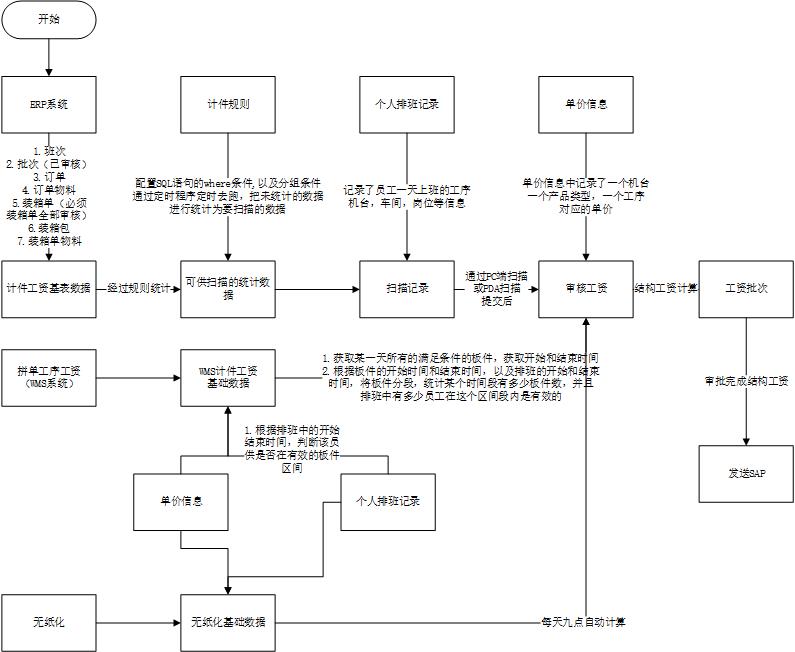 开始
ERP系统
计件规则
个人排班记录
单价信息
1. 班次
2. 批次（已审核）
3. 订单
4. 订单物料
5. 装箱单（必须
装箱单全部审核）
6. 装箱包
7. 装箱单物料
配置SQL语句的where条件,以及分组条件
通过定时程序定时去跑，把未统计的数据
进行统计为要扫描的数据
记录了员工一天上班的工序
机台，车间，岗位等信息
单价信息中记录了一个机台
一个产品类型，一个工序
对应的单价
计件工资基表数据
经过规则统计
可供扫描的统计数
据
扫描记录
通过PC端扫描
或PDA扫描
提交后
审核工资
结构工资计算
工资批次
拼单工序工资
（WMS系统）
WMS计件工资
基础数据
1. 获取某一天所有的满足条件的板件，获取开始和结束时间
2. 根据板件的开始时间和结束时间，以及排班的开始和结束
时间，将板件分段，统计某个时间段有多少板件数，并且
排班中有多少员工在这个区间段内是有效的
审批完成结构工资
1. 根据排班中的开始
结束时间，判断该员
供是否在有效的板件
区间
单价信息
个人排班记录
发送SAP
无纸化
无纸化基础数据
每天九点自动计算